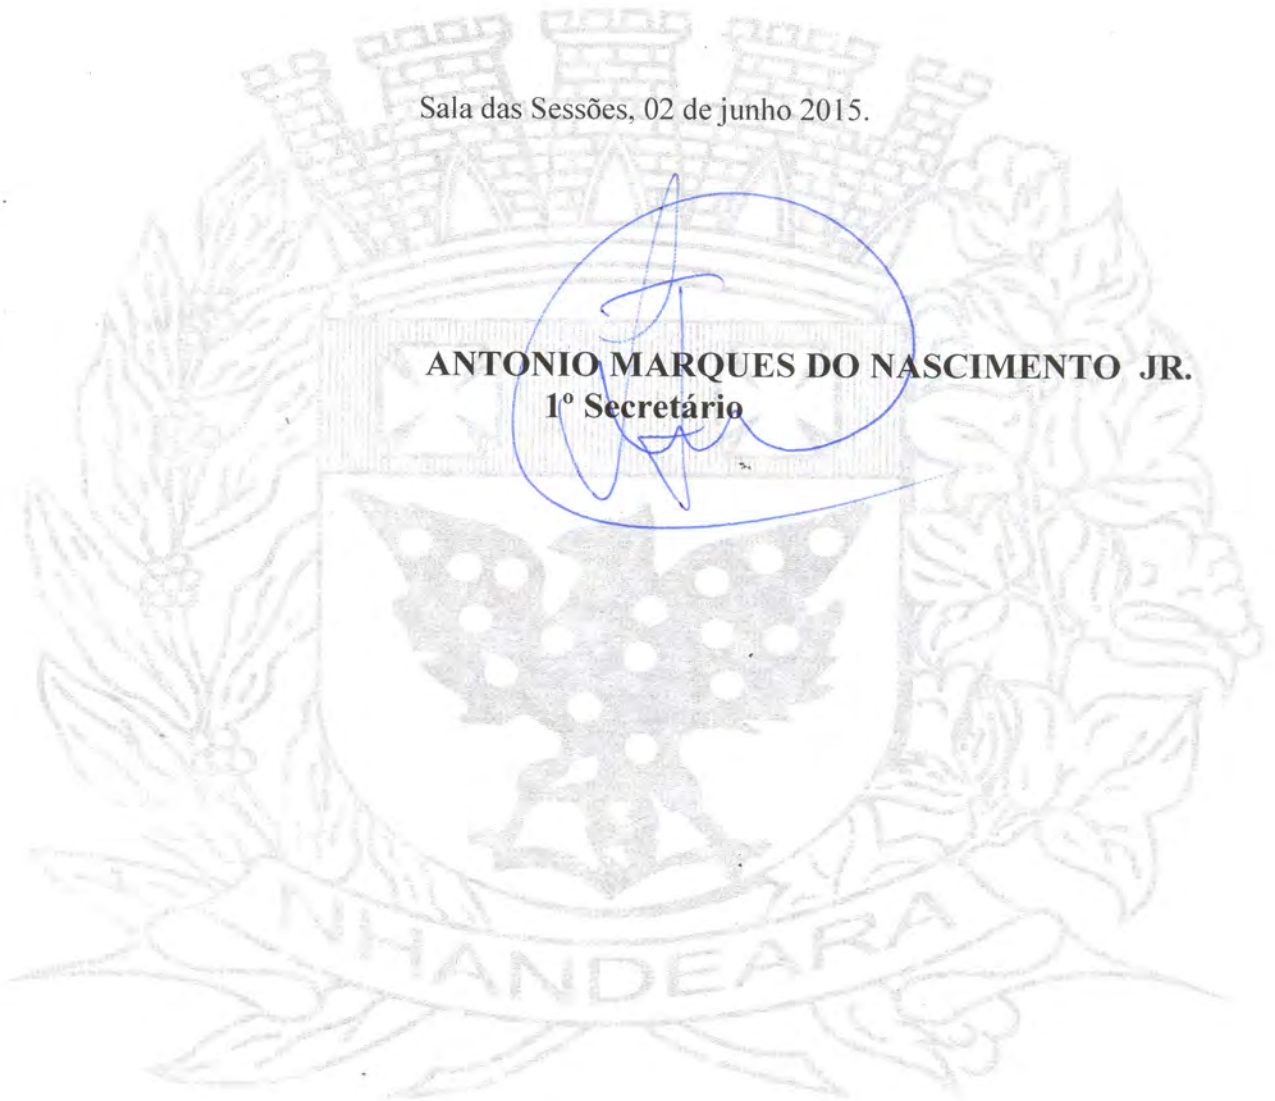 Sala das Sessões, 02 de junho 2015.
ANTONIO MARQUES DO NASCIMENTO JR.
1º Secretário
NHANDEARA